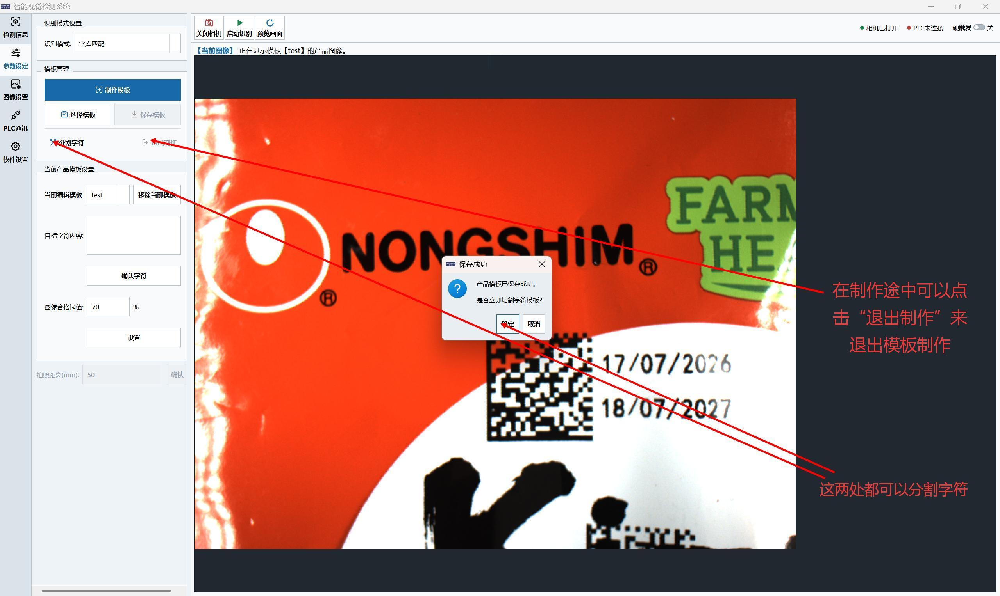 智能视觉检测系统
检测信息
参数设定
图像设置
PLC通讯
软件设置
识别模式设置
识别模式:
字库匹配
模板管理
制作模板
选择模板
保存模板
分割字符
退出制作
当前产品模板设置
当前编辑模板
test
移除当前模板
目标字符内容:
确认字符
图像合格阈值:
70
%
设置
拍照距离(mm):
50
确认
关闭相机
启动识别
预览画面
相机已打开
PLC未连接
硬触发
关
【当前图像】 正在显示模板【test】的产品图像。
FARM
HE
NONGSHIM®
®
保存成功
产品模板已保存成功。
是否立即切割字符模板?
确定
取消
17/07/2026
18/07/2027
在制作途中可以点
击“退出制作”来
退出模板制作
这两处都可以分割字符